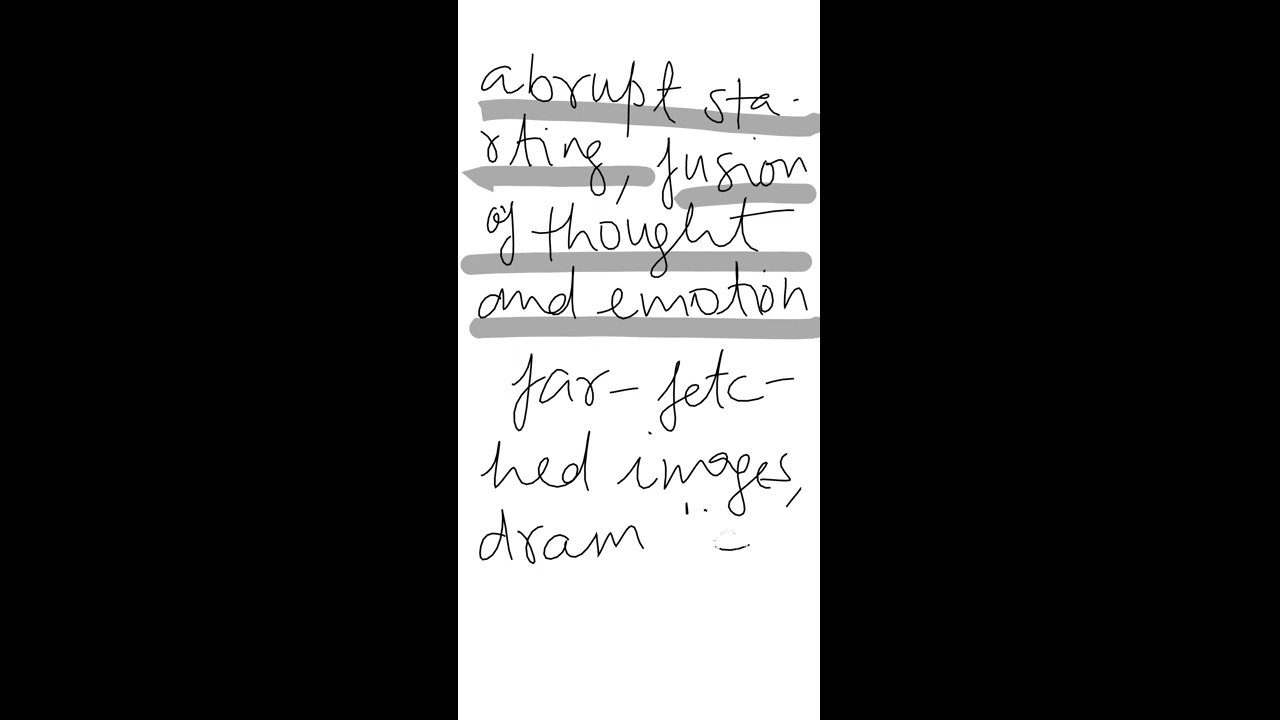 abrupt sta-
rting, fusion
of thought
and emotion
far-fetc-
hed images,
dram